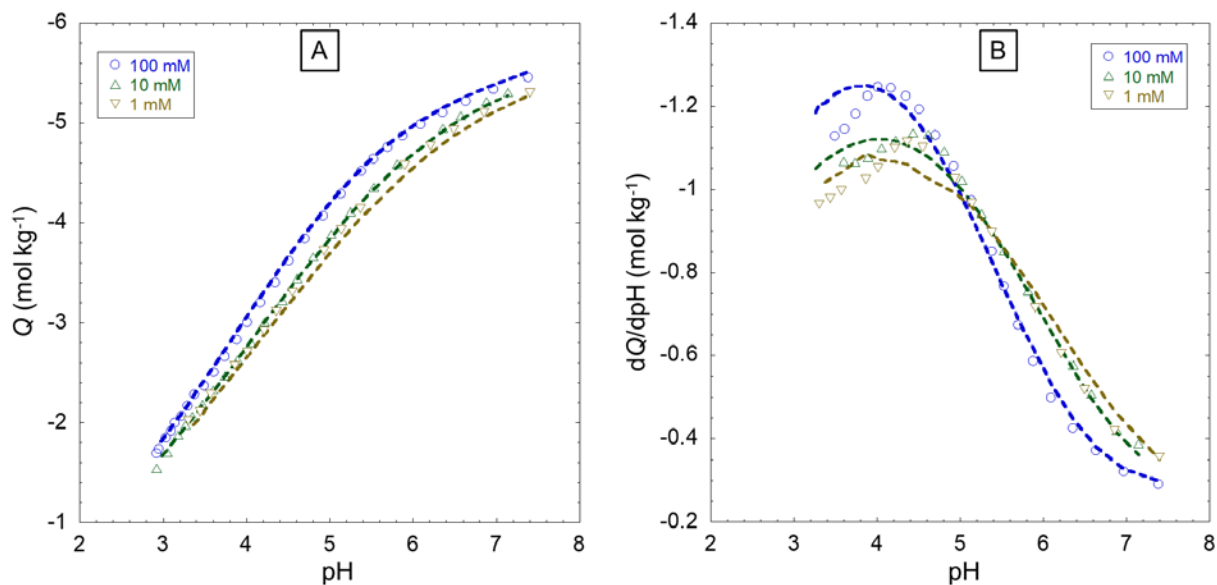 A
100 mM
10 mM
1 mM
-6
-5
-4
-3
-2
-1
Q (mol kg⁻¹)
2 3 4 5 6 7 8
pH
B
100 mM
10 mM
1 mM
-1.4
-1.2
-1
-0.8
-0.6
-0.4
-0.2
dQ/dpH (mol kg⁻¹)
2 3 4 5 6 7 8
pH